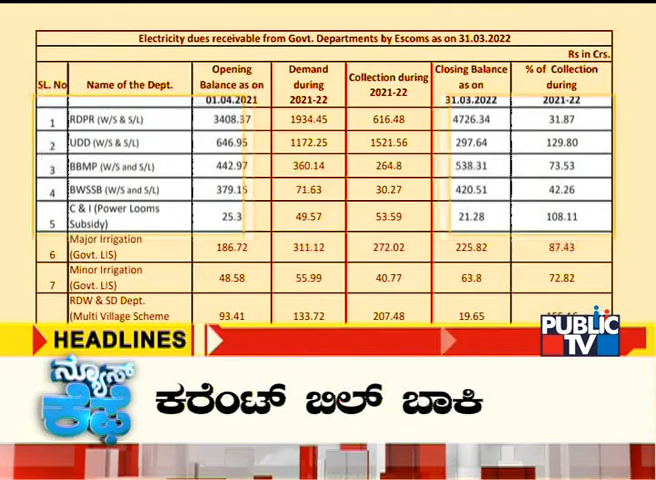 Electricity dues receivable from Govt. Departments by Escoms as on 31.03.2022
Rs in Crs.
SL. No Name of the Dept. Opening Balance as on 01.04.2021 Demand during 2021-22 Collection during 2021-22 Closing Balance as on 31.03.2022 % of Collection during 2021-22
1 RDPR (W/S & S/L) 3408.37 1934.45 616.48 4726.34 31.87
2 UDD (W/S & S/L) 646.95 1172.25 1521.56 297.64 129.80
3 BBMP (W/S and S/L) 442.97 360.14 264.8 538.31 73.53
4 BWSSB (W/S and S/L) 379.15 71.63 30.27 420.51 42.26
5 C & I (Power Looms Subsidy) 25.3 49.57 53.59 21.28 108.11
6 Major Irrigation (Govt. LIS) 186.72 311.12 272.02 225.82 87.43
7 Minor Irrigation (Govt. LIS) 48.58 55.99 40.77 63.8 72.82
RDW & SD Dept. (Multi Village Scheme 93.41 133.72 207.48 19.65
HEADLINES
PUBLIC
TV
ನ್ಯೂಸ್
ಕೆಫೆ
ಕರೆಂಟ್ ಬಿಲ್ ಬಾಕಿ